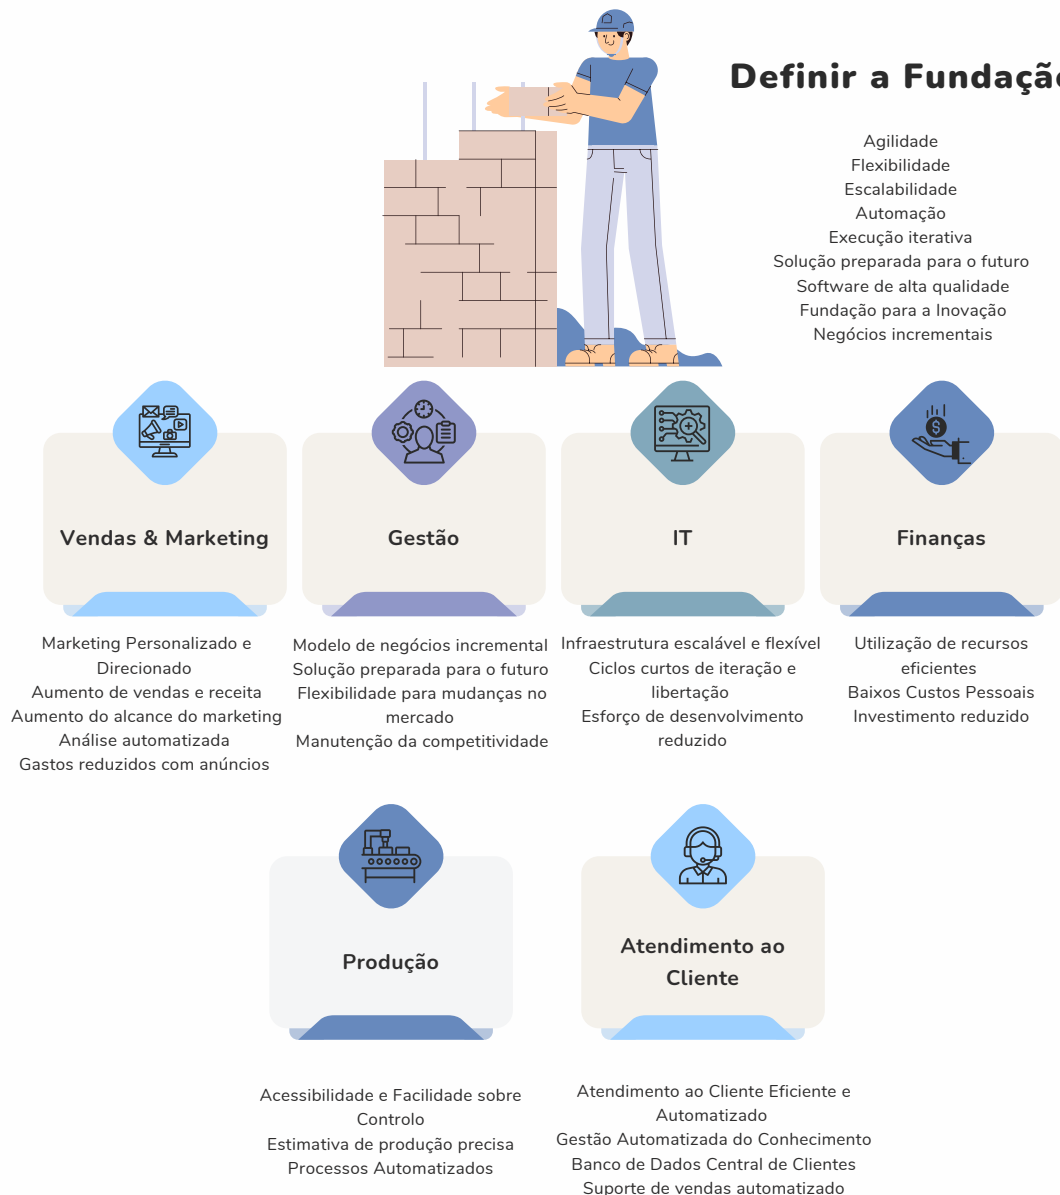 Definir a Fundação
Agilidade
Flexibilidade
Escalabilidade
Automação
Execução iterativa
Solução preparada para o futuro
Software de alta qualidade
Fundação para a Inovação
Negócios incrementais
Vendas & Marketing
Marketing Personalizado e
Direcionado
Aumento de vendas e receita
Aumento do alcance do marketing
Análise automatizada
Gastos reduzidos com anúncios
Gestão
Modelo de negócios incremental
Solução preparada para o futuro
Flexibilidade para mudanças no
mercado
Manutenção da competitividade
IT
Infraestrutura escalável e flexível
Ciclos curtos de iteração e
libertação
Esforço de desenvolvimento
reduzido
Finanças
Utilização de recursos
eficientes
Baixos Custos Pessoais
Investimento reduzido
Produção
Acessibilidade e Facilidade sobre
Controlo
Estimativa de produção precisa
Processos Automatizados
Atendimento ao
Cliente
Atendimento ao Cliente Eficiente e
Automatizado
Gestão Automatizada do Conhecimento
Banco de Dados Central de Clientes
Suporte de vendas automatizado